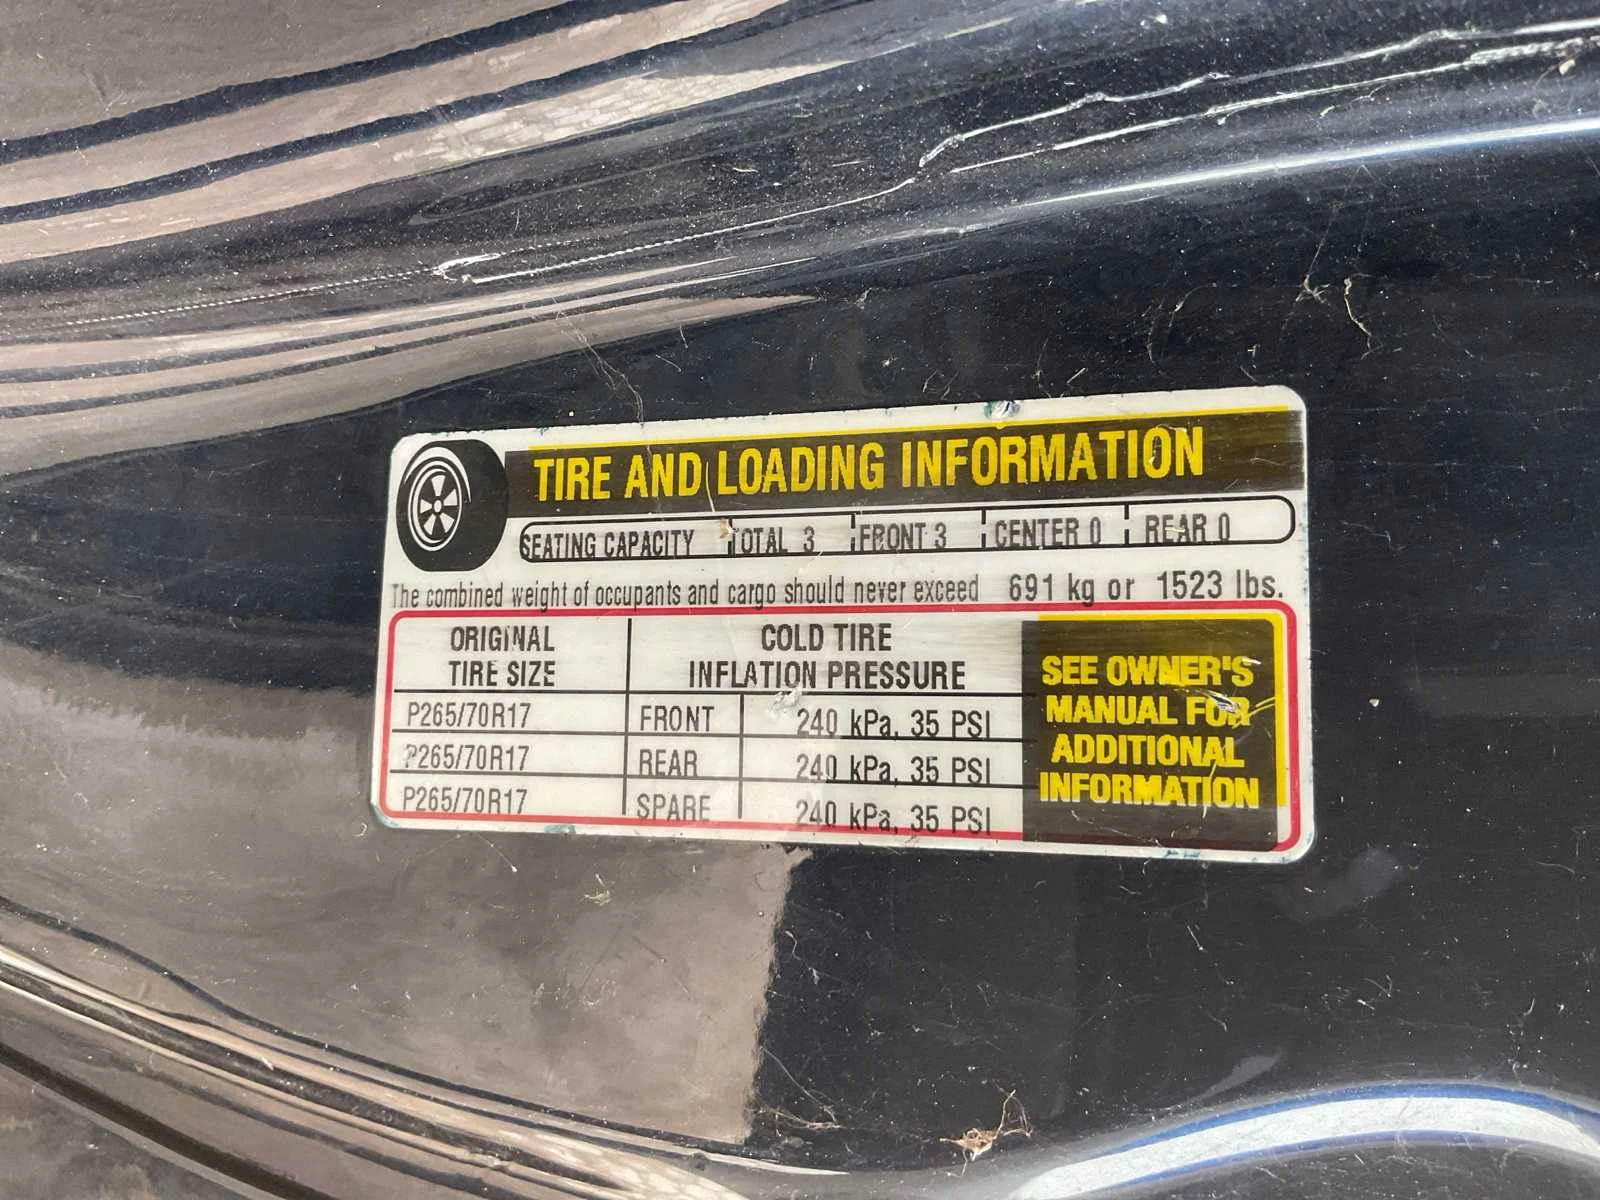 TIRE AND LOADING INFORMATION
SEATING CAPACITY TOTAL 3 FRONT 3 CENTER 0 REAR 0
The combined weight of occupants and cargo should never exceed 691 kg or 1523 lbs.
ORIGINAL
TIRE SIZE
COLD TIRE
INFLATION PRESSURE
P265/70R17 FRONT 240 kPa, 35 PSI
P265/70R17 REAR 240 kPa, 35 PSI
P265/70R17 SPARE 240 kPa, 35 PSI
SEE OWNER'S
MANUAL FOR
ADDITIONAL
INFORMATION